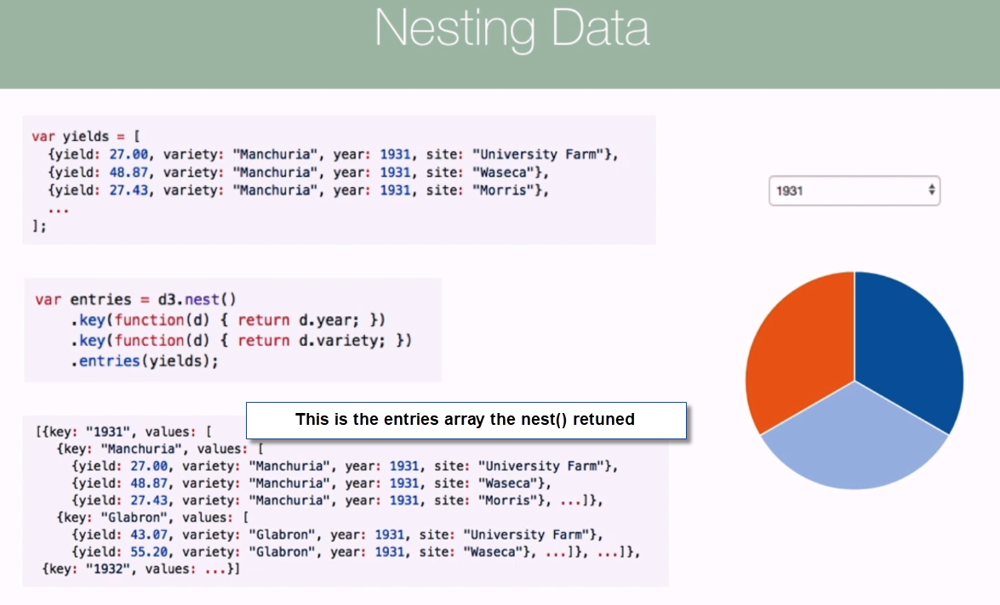 Nesting Data
var yields = [
{yield: 27.00, variety: "Manchuria", year: 1931, site: "University Farm"},
{yield: 48.87, variety: "Manchuria", year: 1931, site: "Waseca"},
{yield: 27.43, variety: "Manchuria", year: 1931, site: "Morris"},
...
];
1931
var entries = d3.nest()
.key(function(d) { return d.year; })
.key(function(d) { return d.variety; })
.entries(yields);
This is the entries array the nest() retuned
[{key: "1931", values: [
{key: "Manchuria", values: [
{yield: 27.00, variety: "Manchuria", year: 1931, site: "University Farm"},
{yield: 48.87, variety: "Manchuria", year: 1931, site: "Waseca"},
{yield: 27.43, variety: "Manchuria", year: 1931, site: "Morris"}, ...]},
{key: "Glabron", values: [
{yield: 43.07, variety: "Glabron", year: 1931, site: "University Farm"},
{yield: 55.20, variety: "Glabron", year: 1931, site: "Waseca"}, ...]}, ...]},
{key: "1932", values: ...}]